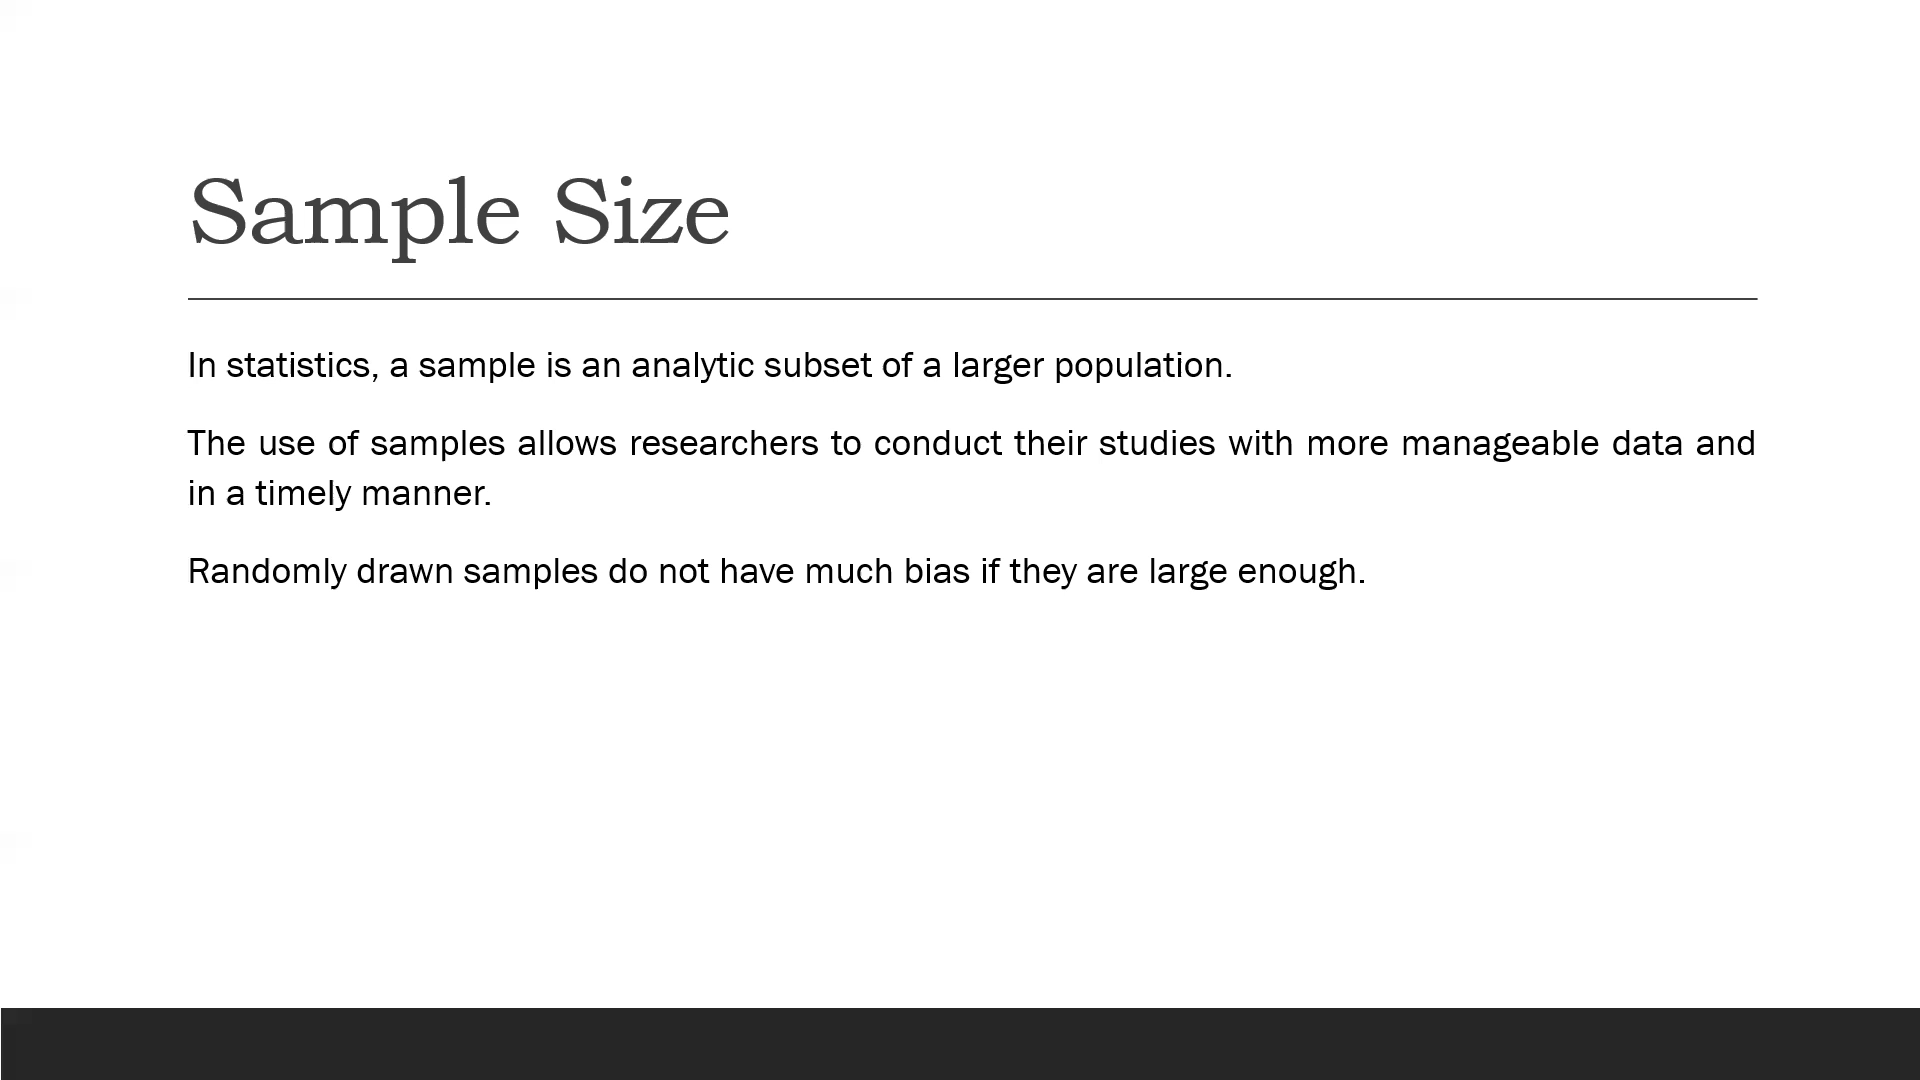 Sample Size
In statistics, a sample is an analytic subset of a larger population.
The use of samples allows researchers to conduct their studies with more manageable data and
in a timely manner.
Randomly drawn samples do not have much bias if they are large enough.